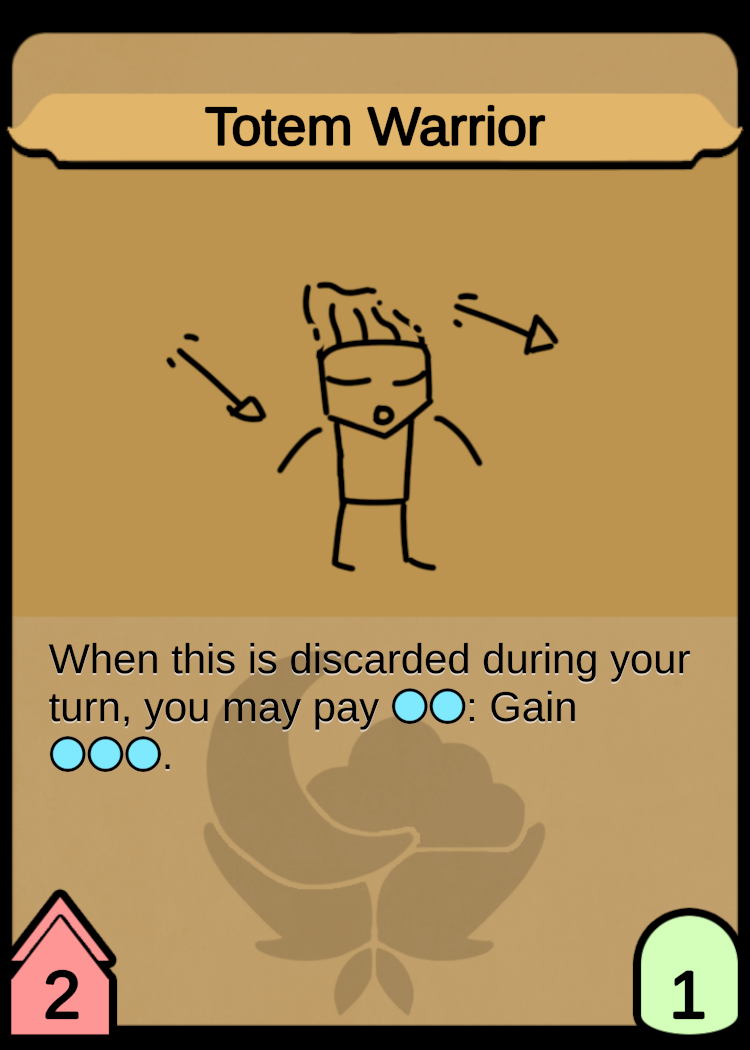 Totem Warrior
When this is discarded during your
turn, you may pay : Gain
.
2
1